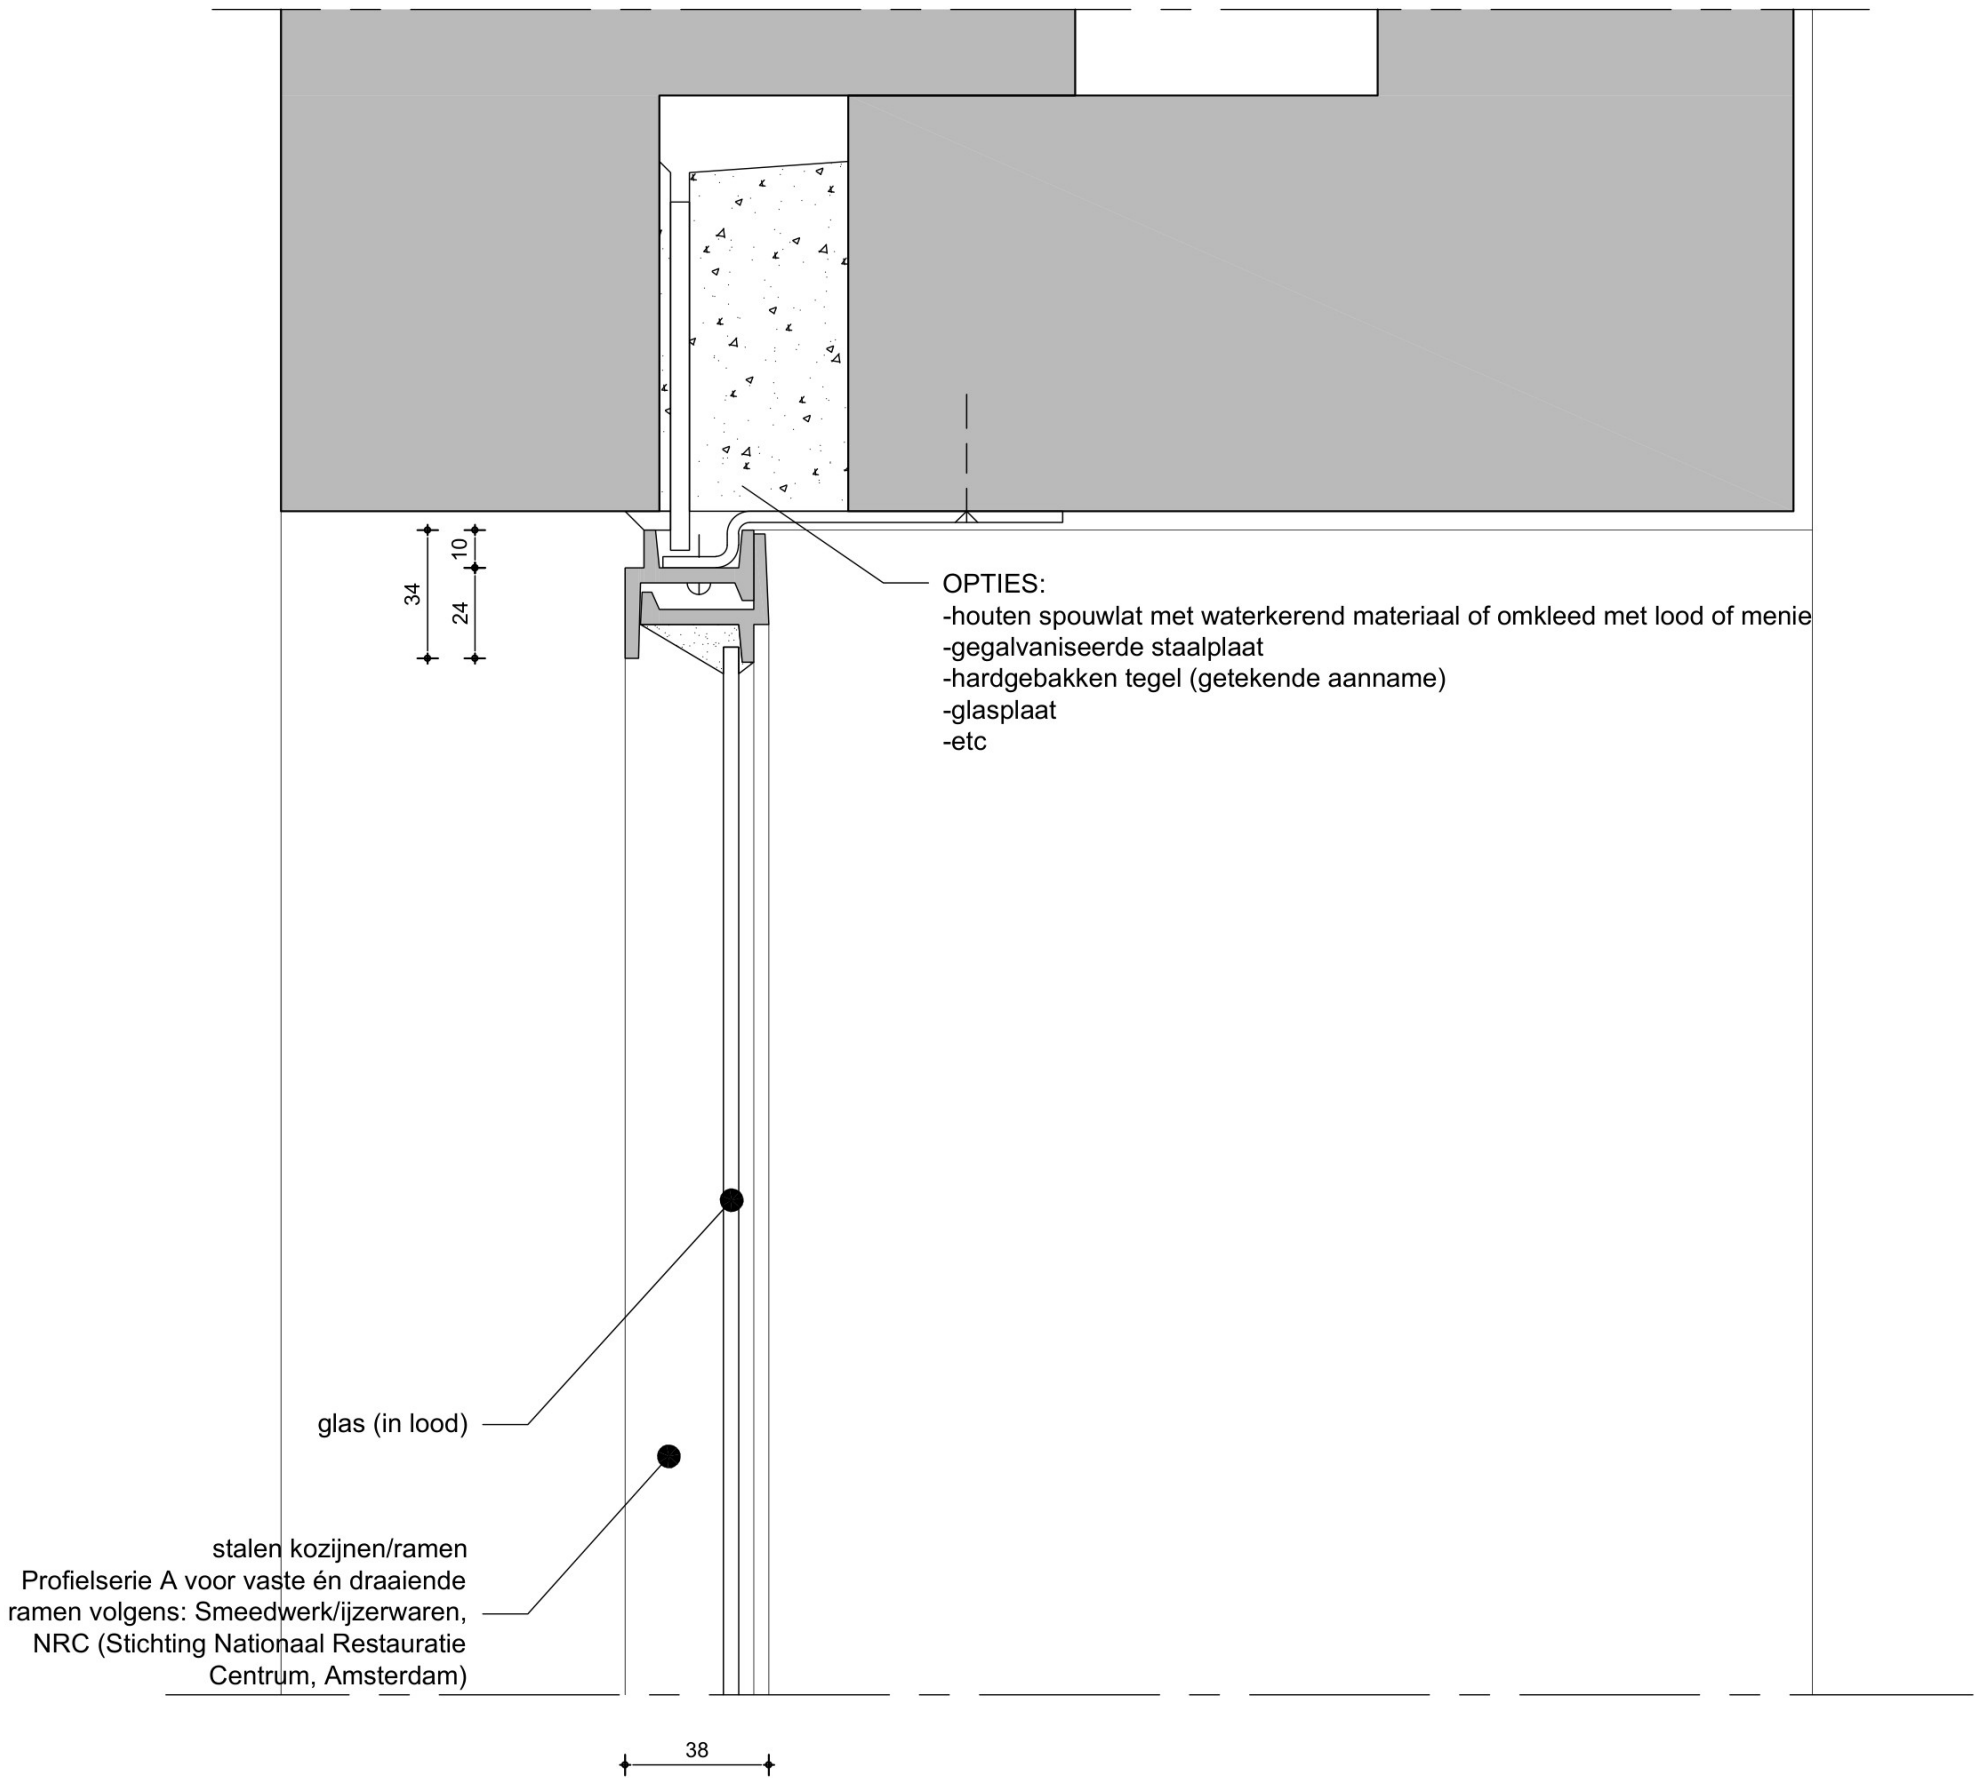 10
34
24
OPTIES:
-houten spouwlat met waterkerend materiaal of omkleed met lood of menie
-gegalvaniseerde staalplaat
-hardgebakken tegel (getekende aanname)
-glasplaat
-etc
glas (in lood)
stalen kozijnen/ramen
Profielserie A voor vaste én draaiende
ramen volgens: Smeedwerk/ijzerwaren,
NRC (Stichting Nationaal Restauratie
Centrum, Amsterdam)
38